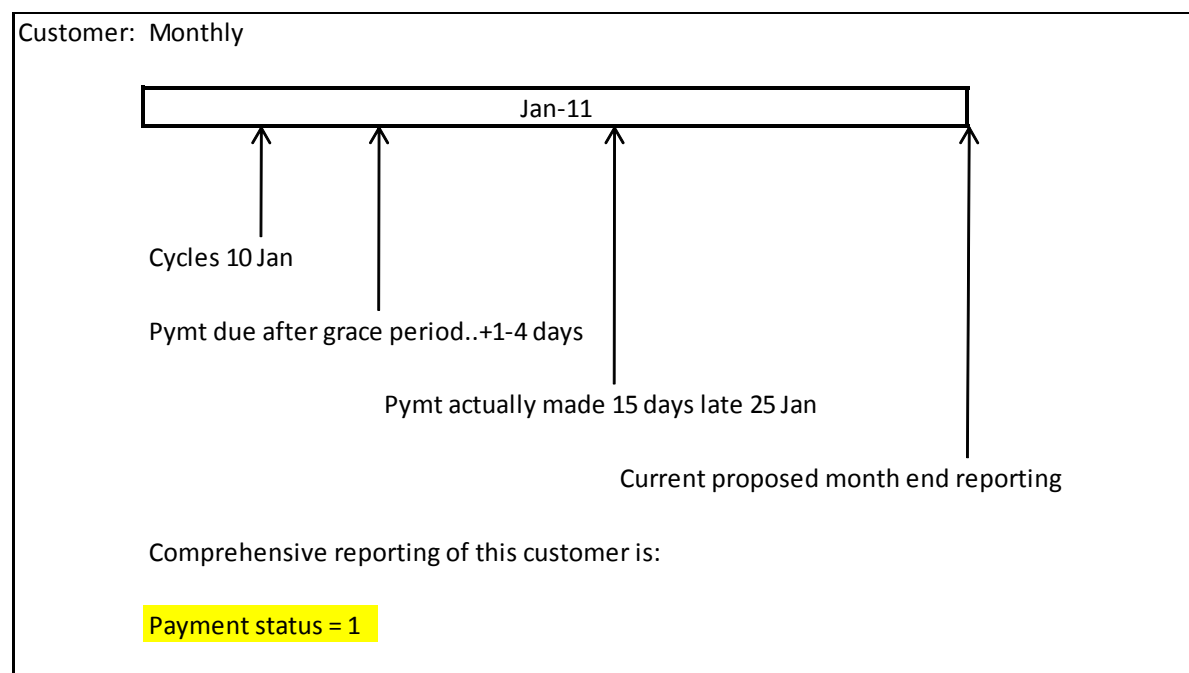 Customer: Monthly
Jan-11
Cycles 10 Jan
Pymt due after grace period..+1-4 days
Pymt actually made 15 days late 25 Jan
Current proposed month end reporting
Comprehensive reporting of this customer is:
Payment status = 1